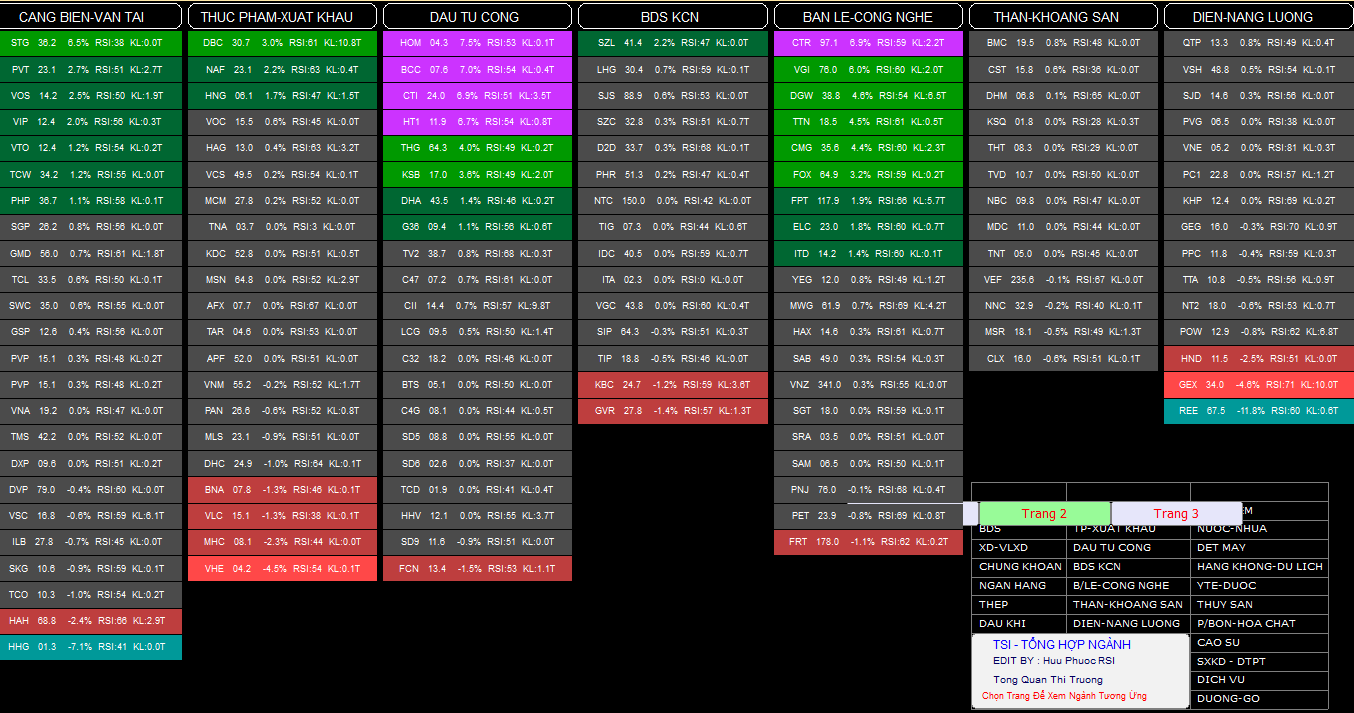 CANG BIEN-VAN TAI
STG 36.2 6.5% RSI:38 KL:0.0T
PVT 23.1 2.7% RSI:51 KL:2.7T
VOS 14.2 2.5% RSI:50 KL:1.9T
VIP 12.4 2.0% RSI:56 KL:0.3T
VTO 12.4 1.2% RSI:54 KL:0.2T
TCW 34.2 1.2% RSI:55 KL:0.0T
PHP 36.7 1.1% RSI:58 KL:0.1T
SGP 26.2 0.8% RSI:56 KL:0.0T
GMD 56.0 0.7% RSI:61 KL:1.8T
TCL 33.5 0.6% RSI:50 KL:0.1T
SWC 35.0 0.6% RSI:55 KL:0.0T
GSP 12.6 0.4% RSI:56 KL:0.0T
PVP 15.1 0.3% RSI:48 KL:0.2T
PVP 15.1 0.3% RSI:48 KL:0.2T
VNA 19.2 0.0% RSI:47 KL:0.0T
TMS 42.2 0.0% RSI:52 KL:0.0T
DXP 09.6 0.0% RSI:51 KL:0.2T
DVP 79.0 -0.4% RSI:60 KL:0.0T
VSC 16.8 -0.6% RSI:59 KL:6.1T
ILB 27.8 -0.7% RSI:45 KL:0.0T
SKG 10.6 -0.9% RSI:59 KL:0.1T
TCO 10.3 -1.0% RSI:54 KL:0.2T
HAH 68.8 -2.4% RSI:66 KL:2.9T
HHG 01.3 -7.1% RSI:41 KL:0.0T
THUC PHAM-XUAT KHAU
DBC 30.7 3.0% RSI:61 KL:10.8T
NAF 23.1 2.2% RSI:63 KL:0.4T
HNG 06.1 1.7% RSI:47 KL:1.5T
VOC 15.5 0.6% RSI:45 KL:0.0T
HAG 13.0 0.4% RSI:63 KL:3.2T
VCS 49.5 0.2% RSI:54 KL:0.1T
MCM 27.8 0.2% RSI:52 KL:0.0T
TNA 03.7 0.0% RSI:3 KL:0.0T
KDC 52.8 0.0% RSI:51 KL:0.5T
MSN 64.8 0.0% RSI:52 KL:2.9T
AFX 07.7 0.0% RSI:67 KL:0.0T
TAR 04.6 0.0% RSI:53 KL:0.0T
APF 52.0 0.0% RSI:51 KL:0.0T
VNM 55.2 -0.2% RSI:52 KL:1.7T
PAN 26.6 -0.6% RSI:52 KL:0.8T
MLS 23.1 -0.9% RSI:51 KL:0.0T
DHC 24.9 -1.0% RSI:64 KL:0.1T
BNA 07.8 -1.3% RSI:46 KL:0.1T
VLC 15.1 -1.3% RSI:38 KL:0.1T
MHC 08.1 -2.3% RSI:44 KL:0.0T
VHE 04.2 -4.5% RSI:54 KL:0.1T
DAU TU CONG
HOM 04.3 7.5% RSI:53 KL:0.1T
BCC 07.6 7.0% RSI:54 KL:0.4T
CTI 24.0 6.9% RSI:51 KL:3.5T
HT1 11.9 6.7% RSI:54 KL:0.8T
THG 64.3 4.0% RSI:49 KL:0.2T
KSB 17.0 3.6% RSI:49 KL:2.0T
DHA 43.5 1.4% RSI:46 KL:0.2T
G36 09.4 1.1% RSI:56 KL:0.6T
TV2 38.7 0.8% RSI:68 KL:0.3T
C47 07.2 0.7% RSI:61 KL:0.0T
CII 14.4 0.7% RSI:57 KL:9.8T
LCG 09.5 0.5% RSI:50 KL:1.4T
C32 18.2 0.0% RSI:46 KL:0.0T
BTS 05.1 0.0% RSI:50 KL:0.0T
C4G 08.1 0.0% RSI:44 KL:0.5T
SD5 08.8 0.0% RSI:55 KL:0.0T
SD6 02.6 0.0% RSI:37 KL:0.0T
TCD 01.9 0.0% RSI:41 KL:0.4T
HHV 12.1 0.0% RSI:55 KL:3.7T
SD9 11.6 -0.9% RSI:51 KL:0.0T
FCN 13.4 -1.5% RSI:53 KL:1.1T
BDS KCN
SZL 41.4 2.2% RSI:47 KL:0.0T
LHG 30.4 0.7% RSI:59 KL:0.1T
SJS 88.9 0.6% RSI:53 KL:0.0T
SZC 32.8 0.3% RSI:51 KL:0.7T
D2D 33.7 0.3% RSI:68 KL:0.1T
PHR 51.3 0.2% RSI:47 KL:0.4T
NTC 150.0 0.0% RSI:42 KL:0.0T
TIG 07.3 0.0% RSI:44 KL:0.6T
IDC 40.5 0.0% RSI:59 KL:0.7T
ITA 02.3 0.0% RSI:0 KL:0.0T
VGC 43.8 0.0% RSI:60 KL:0.4T
SIP 64.3 -0.3% RSI:51 KL:0.3T
TIP 18.8 -0.5% RSI:46 KL:0.0T
KBC 24.7 -1.2% RSI:59 KL:3.6T
GVR 27.8 -1.4% RSI:57 KL:1.3T
BAN LE-CONG NGHE
CTR 97.1 6.9% RSI:59 KL:2.2T
VGI 76.0 6.0% RSI:60 KL:2.0T
DGW 38.8 4.6% RSI:54 KL:6.5T
TTN 18.5 4.5% RSI:61 KL:0.5T
CMG 35.6 4.4% RSI:60 KL:2.3T
FOX 64.9 3.2% RSI:59 KL:0.2T
FPT 117.9 1.9% RSI:66 KL:5.7T
ELC 23.0 1.8% RSI:60 KL:0.7T
ITD 14.2 1.4% RSI:60 KL:0.1T
YEG 12.0 0.8% RSI:49 KL:1.2T
MWG 61.9 0.7% RSI:69 KL:4.2T
HAX 14.6 0.3% RSI:61 KL:0.7T
SAB 49.0 0.3% RSI:54 KL:0.3T
VNZ 341.0 0.3% RSI:55 KL:0.0T
SGT 18.0 0.0% RSI:59 KL:0.1T
SRA 03.5 0.0% RSI:51 KL:0.0T
SAM 06.5 0.0% RSI:50 KL:0.1T
PNJ 76.0 -0.1% RSI:68 KL:0.4T
PET 23.9 -0.8% RSI:69 KL:0.8T
FRT 178.0 -1.1% RSI:62 KL:0.2T
THAN-KHOANG SAN
BMC 19.5 0.8% RSI:48 KL:0.0T
CST 15.8 0.6% RSI:36 KL:0.0T
DHM 06.8 0.1% RSI:65 KL:0.0T
KSQ 01.8 0.0% RSI:28 KL:0.3T
THT 08.3 0.0% RSI:29 KL:0.0T
TVD 10.7 0.0% RSI:50 KL:0.0T
NBC 09.8 0.0% RSI:47 KL:0.0T
MDC 11.0 0.0% RSI:44 KL:0.0T
TNT 05.0 0.0% RSI:45 KL:0.0T
VEF 235.6 -0.1% RSI:67 KL:0.0T
NNC 32.9 -0.2% RSI:40 KL:0.1T
MSR 18.1 -0.5% RSI:49 KL:1.3T
CLX 16.0 -0.6% RSI:51 KL:0.1T
DIEN-NANG LUONG
QTP 13.3 0.8% RSI:49 KL:0.4T
VSH 48.8 0.5% RSI:54 KL:0.1T
SJD 14.6 0.3% RSI:56 KL:0.0T
PVG 06.5 0.0% RSI:38 KL:0.0T
VNE 05.2 0.0% RSI:81 KL:0.3T
PC1 22.8 0.0% RSI:57 KL:1.2T
KHP 12.4 0.0% RSI:69 KL:0.2T
GEG 16.0 -0.3% RSI:70 KL:0.9T
PPC 11.8 -0.4% RSI:59 KL:0.3T
TTA 10.8 -0.5% RSI:56 KL:0.9T
NT2 18.0 -0.6% RSI:53 KL:0.7T
POW 12.9 -0.8% RSI:62 KL:6.8T
HND 11.5 -2.5% RSI:51 KL:0.0T
GEX 34.0 -4.6% RSI:71 KL:10.0T
REE 67.5 -11.8% RSI:60 KL:0.6T
Trang 2 Trang 3 EM
BDS TP-XUAT KHAU NUOC-NHUA
XD-VLXD DAU TU CONG DET MAY
CHUNG KHOAN BDS KCN HANG KHONG-DU LICH
NGAN HANG B/LE-CONG NGHE YTE-DUOC
THEP THAN-KHOANG SAN THUY SAN
DAU KHI DIEN-NANG LUONG P/BON-HOA CHAT
CAO SU
SXKD - DTPT
DICH VU
DUONG-GO
TSI - TỔNG HỢP NGÀNH
EDIT BY : Huu Phuoc RSI
Tong Quan Thi Truong
Chọn Trang Để Xem Ngành Tương Ứng